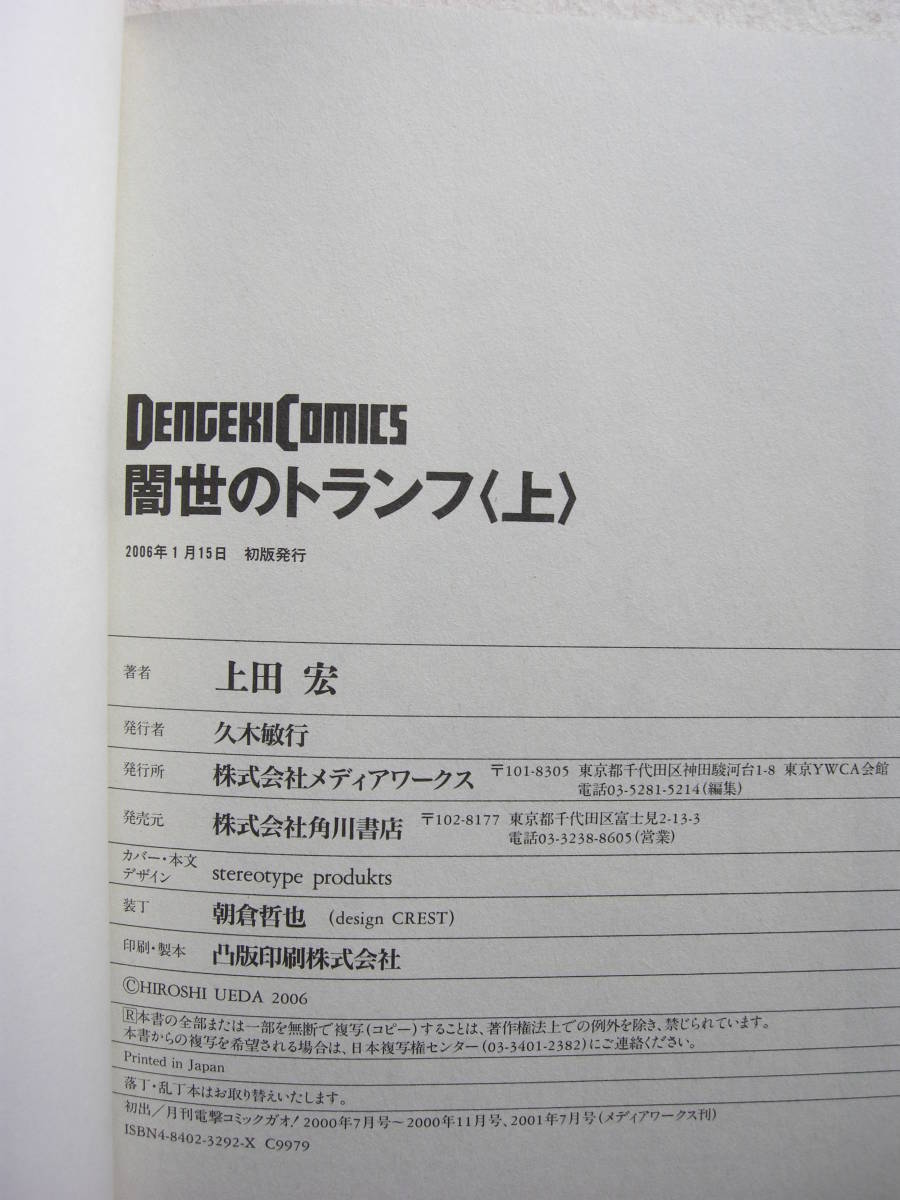 DENGEKI COMICS
闇世のトランフ〈上〉
2006年1月15日 初版発行
著者 上田 宏
発行者 久木敏行
発行所 株式会社メディアワークス 〒101-8305 東京都千代田区神田駿河台1-8 東京YWCA会館
電話03-5281-5214(編集)
発売元 株式会社角川書店 〒102-8177 東京都千代田区富士見2-13-3
電話03-3238-8605(営業)
カバー・本文
デザイン stereotype produkts
装丁 朝倉哲也 (design CREST)
印刷・製本 凸版印刷株式会社
©HIROSHI UEDA 2006
R本書の全部または一部を無断で複写(コピー)することは、著作権法上での例外を除き、禁じられています。
本書からの複写を希望される場合は、日本複写権センター(03-3401-2382)にご連絡ください。
Printed in Japan
落丁・乱丁本はお取り替えいたします。
初出/月刊電撃コミックガオ!2000年7月号〜2000年11月号、2001年7月号(メディアワークス刊)
ISBN4-8402-3292-X C9979